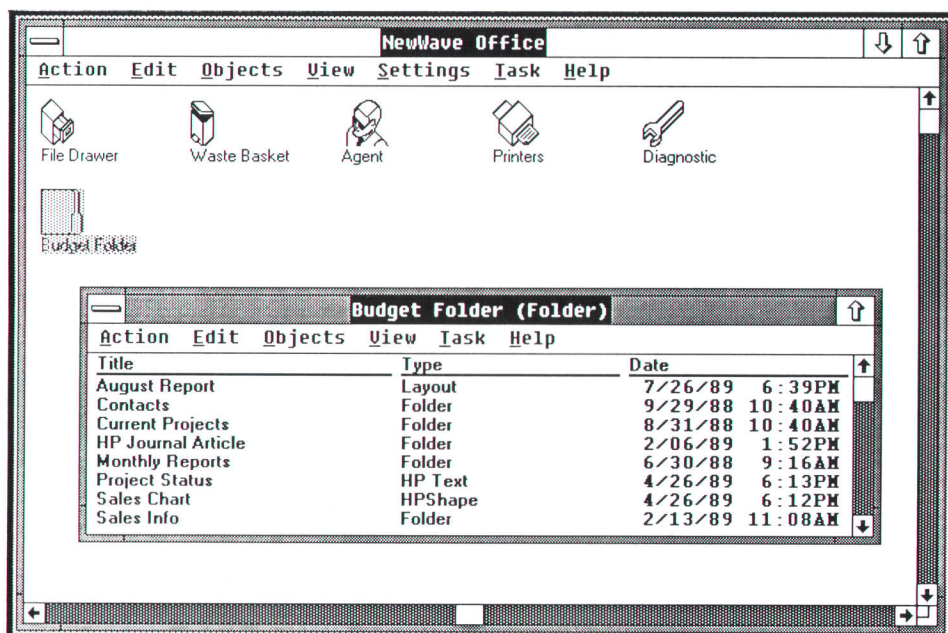 NewWave Office
Action Edit Objects View Settings Task Help
File Drawer Waste Basket Agent Printers Diagnostic
Budget Folder
Budget Folder (Folder)
Action Edit Objects View Task Help
Title Type Date
August Report Layout 7/26/89 6:39PM
Contacts Folder 9/29/88 10:40AM
Current Projects Folder 8/31/88 10:40AM
HP Journal Article Folder 2/06/89 1:52PM
Monthly Reports Folder 6/30/88 9:16AM
Project Status HP Text 4/26/89 6:13PM
Sales Chart HPShape 4/26/89 6:12PM
Sales Info Folder 2/13/89 11:08AM